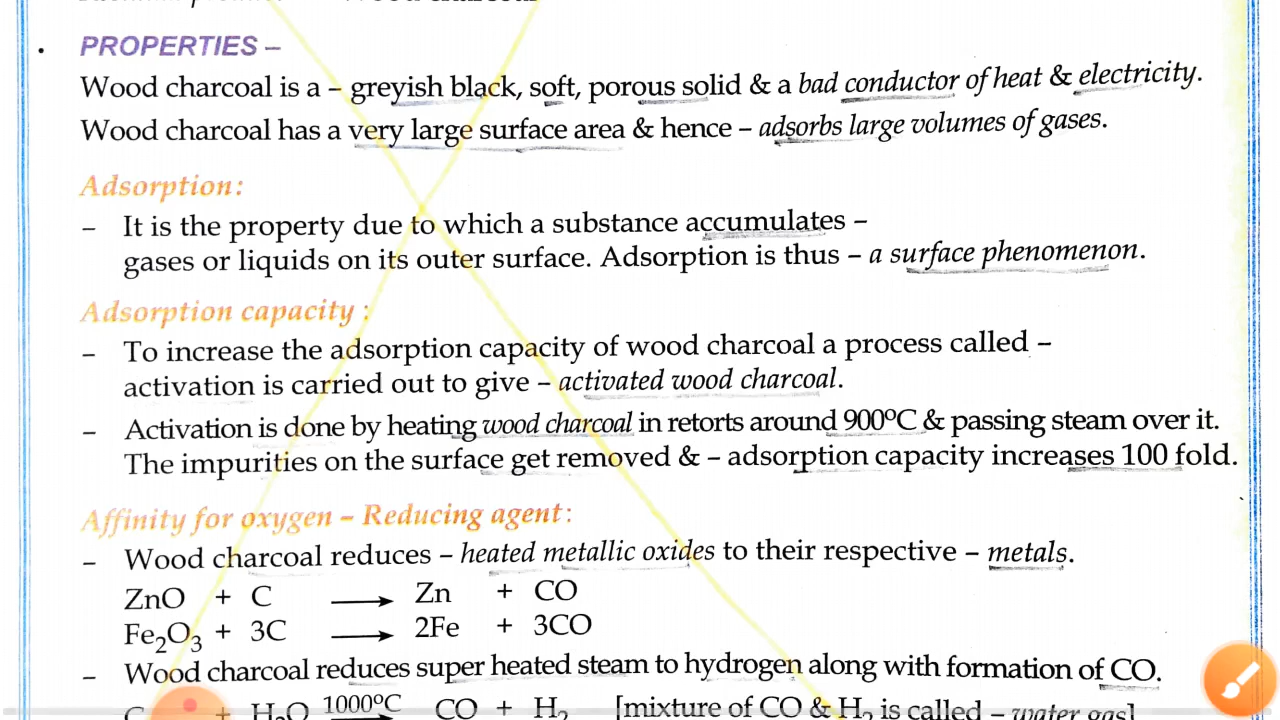 • PROPERTIES –
Wood charcoal is a – greyish black, soft, porous solid & a bad conductor of heat & electricity.
Wood charcoal has a very large surface area & hence – adsorbs large volumes of gases.
Adsorption:
– It is the property due to which a substance accumulates –
gases or liquids on its outer surface. Adsorption is thus – a surface phenomenon.
Adsorption capacity :
– To increase the adsorption capacity of wood charcoal a process called –
activation is carried out to give – activated wood charcoal.
– Activation is done by heating wood charcoal in retorts around 900ºC & passing steam over it.
The impurities on the surface get removed & – adsorption capacity increases 100 fold.
Affinity for oxygen – Reducing agent:
– Wood charcoal reduces – heated metallic oxides to their respective – metals.
ZnO + C ⟶ Zn + CO
Fe₂O₃ + 3C ⟶ 2Fe + 3CO
– Wood charcoal reduces super heated steam to hydrogen along with formation of CO.
C + H₂O 1000ºC ⟶ CO + H₂ [mixture of CO & H₂ is called – water gas]